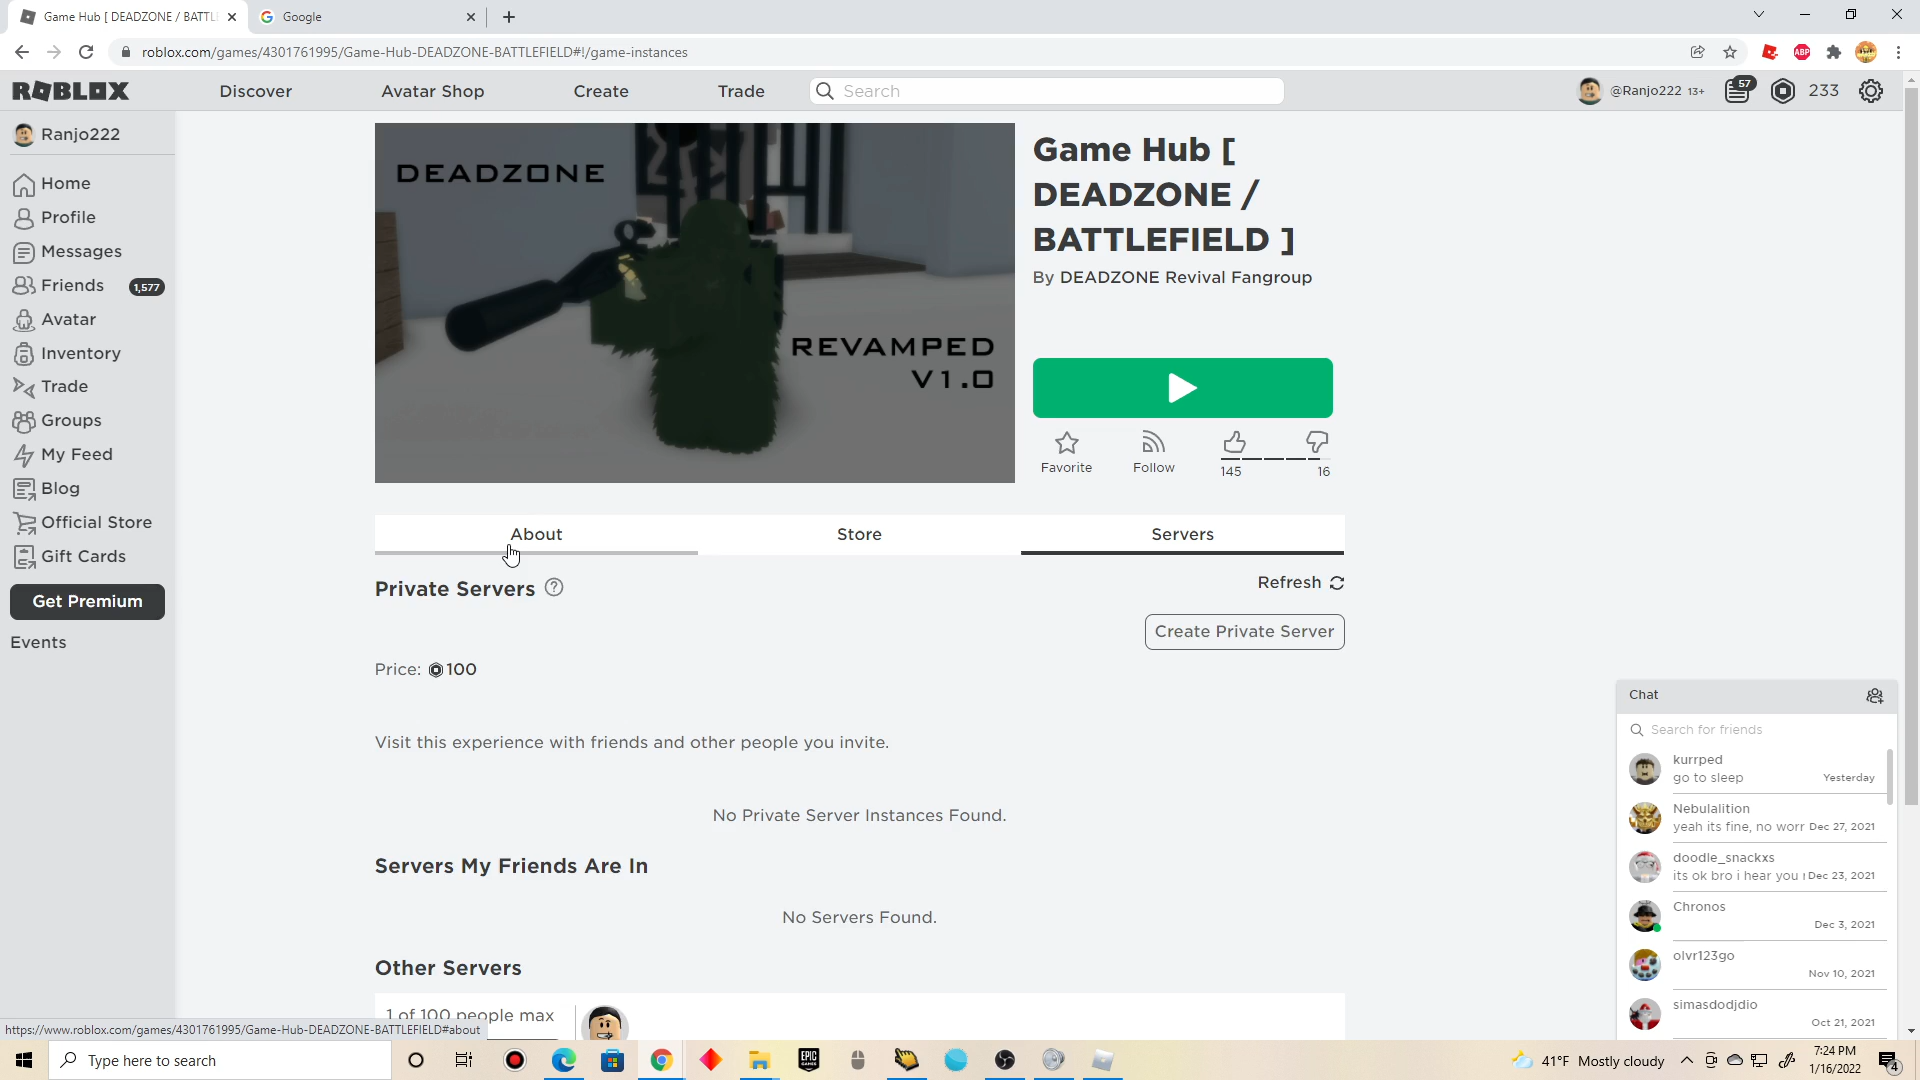 Game Hub [ DEADZONE / BATTL
Google
roblox.com/games/4301761995/Game-Hub-DEADZONE-BATTLEFIELD#!/game-instances
ABP
ROBLOX
Discover
Avatar Shop
Create
Trade
Search
@Ranjo222 13+
57
233
Ranjo222
Home
Profile
Messages
Friends
1,577
Avatar
Inventory
Trade
Groups
My Feed
Blog
Official Store
Gift Cards
Get Premium
Events
DEADZONE
REVAMPED
V1.0
Game Hub [
DEADZONE /
BATTLEFIELD ]
By DEADZONE Revival Fangroup
Favorite
Follow
145
16
About
Store
Servers
Private Servers
Refresh
Create Private Server
Price: 100
Visit this experience with friends and other people you invite.
No Private Server Instances Found.
Servers My Friends Are In
No Servers Found.
Other Servers
1 of 100 people max
Chat
Search for friends
kurrped
go to sleep Yesterday
Nebulalition
yeah its fine, no worr Dec 27, 2021
doodle_snackxs
its ok bro i hear you Dec 23, 2021
Chronos
Dec 3, 2021
olvr123go
Nov 10, 2021
simasdodjdio
Oct 21, 2021
https://www.roblox.com/games/4301761995/Game-Hub-DEADZONE-BATTLEFIELD#about
Type here to search
EPIC GAMES
41°F Mostly cloudy
7:24 PM
1/16/2022
4